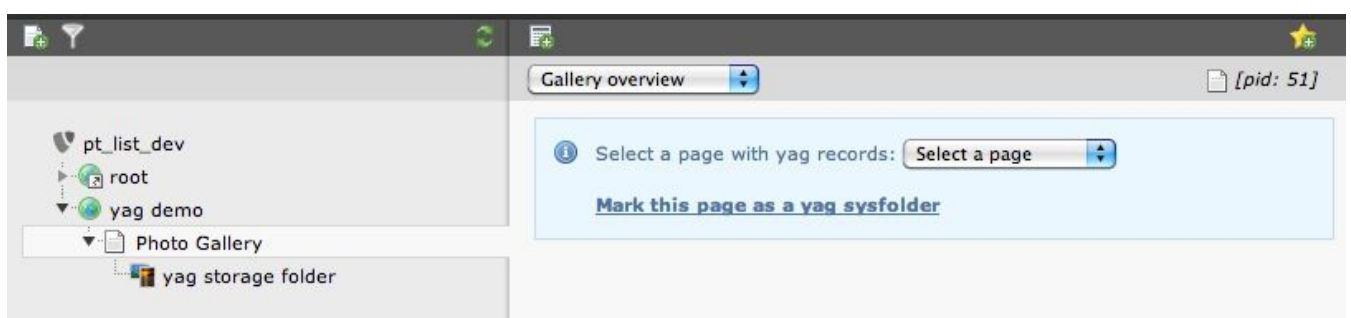 Gallery overview
[pid: 51]
pt_list_dev
root
yag demo
Photo Gallery
yag storage folder
Select a page with yag records: Select a page
Mark this page as a yag sysfolder